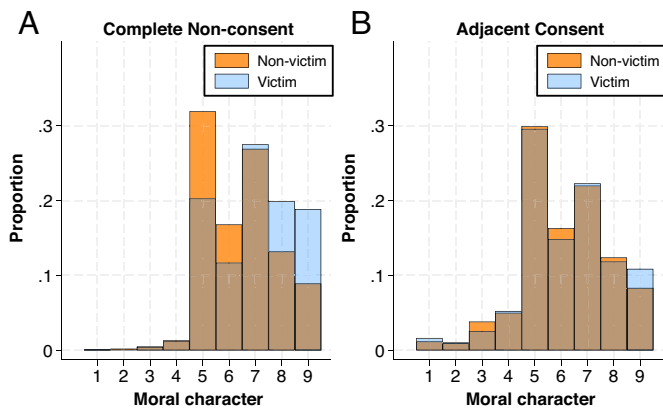 A
Complete Non-consent
Non-victim
Victim
Proportion
.3
.2
.1
0
1 2 3 4 5 6 7 8 9
Moral character
B
Adjacent Consent
Non-victim
Victim
Proportion
.3
.2
.1
0
1 2 3 4 5 6 7 8 9
Moral character